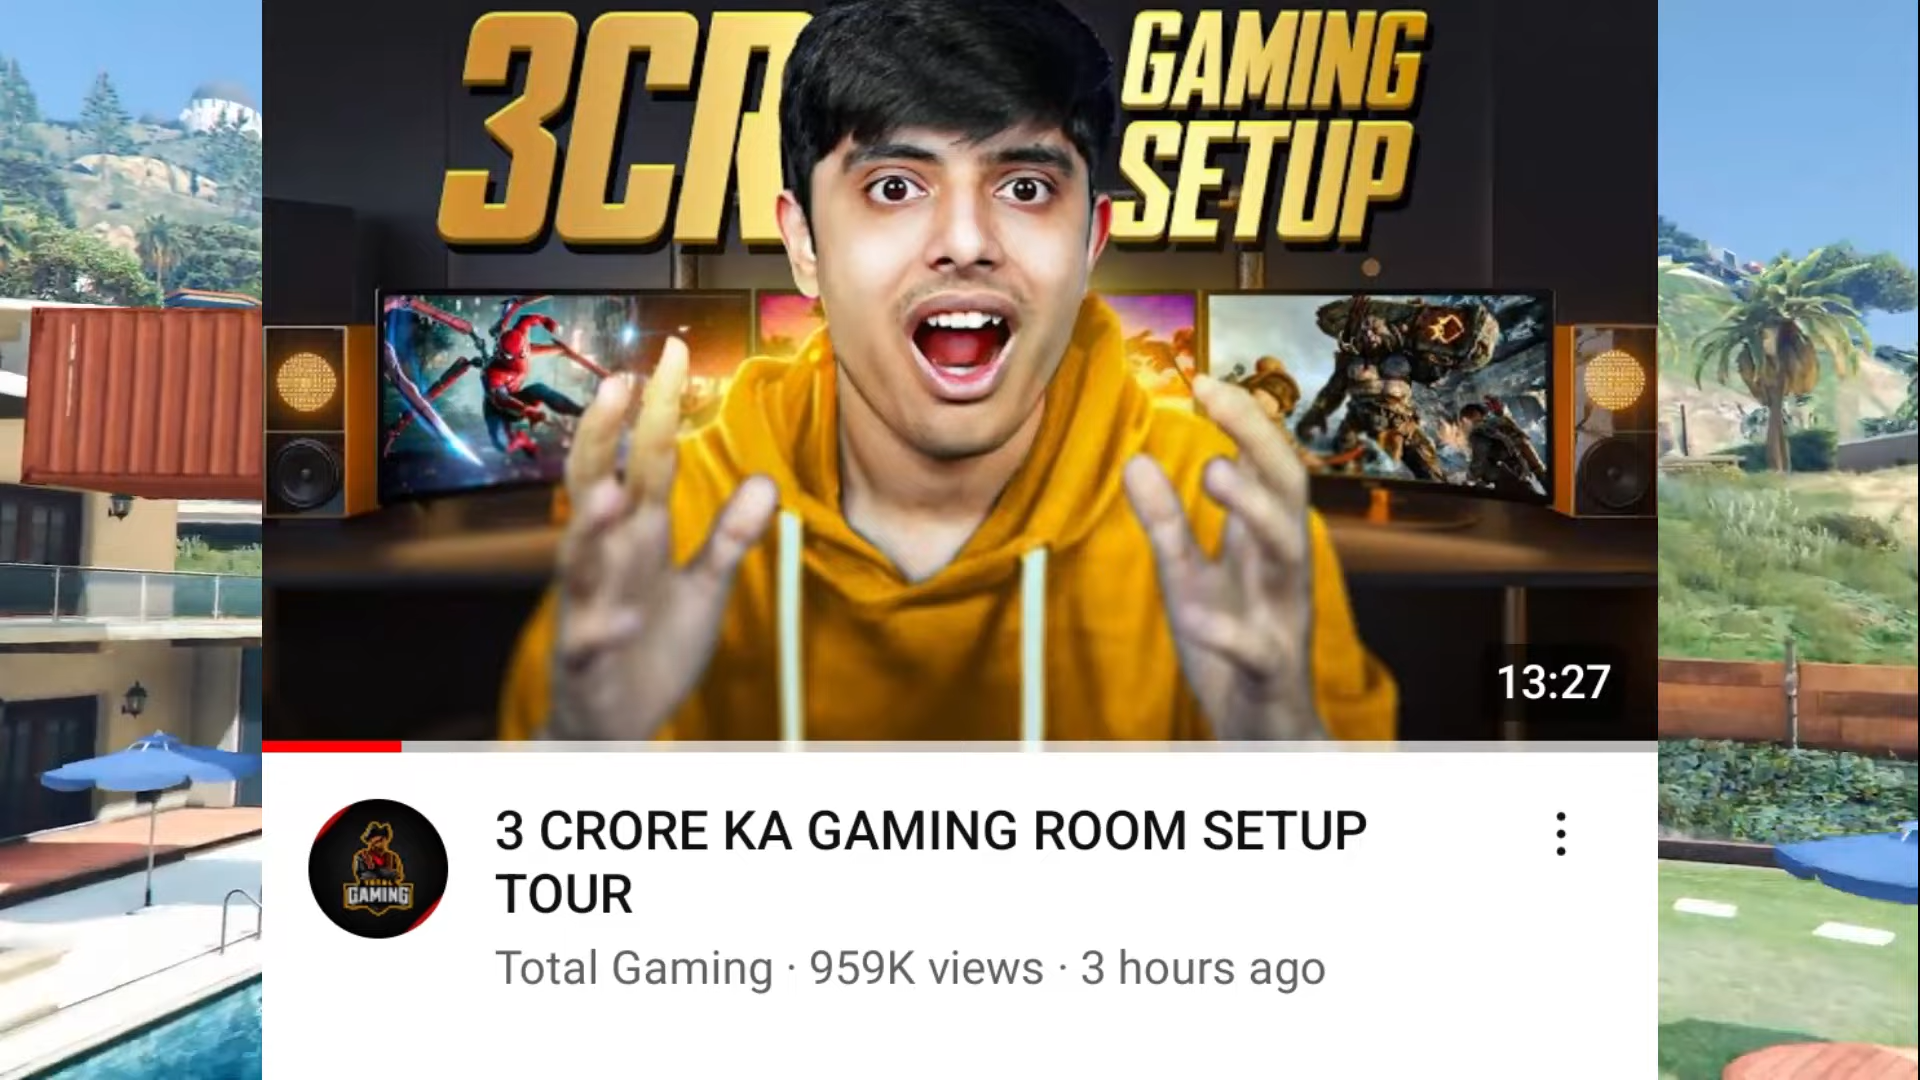 3CR
GAMING
SETUP
13:27
TOTAL
GAMING
3 CRORE KA GAMING ROOM SETUP
TOUR
Total Gaming · 959K views · 3 hours ago